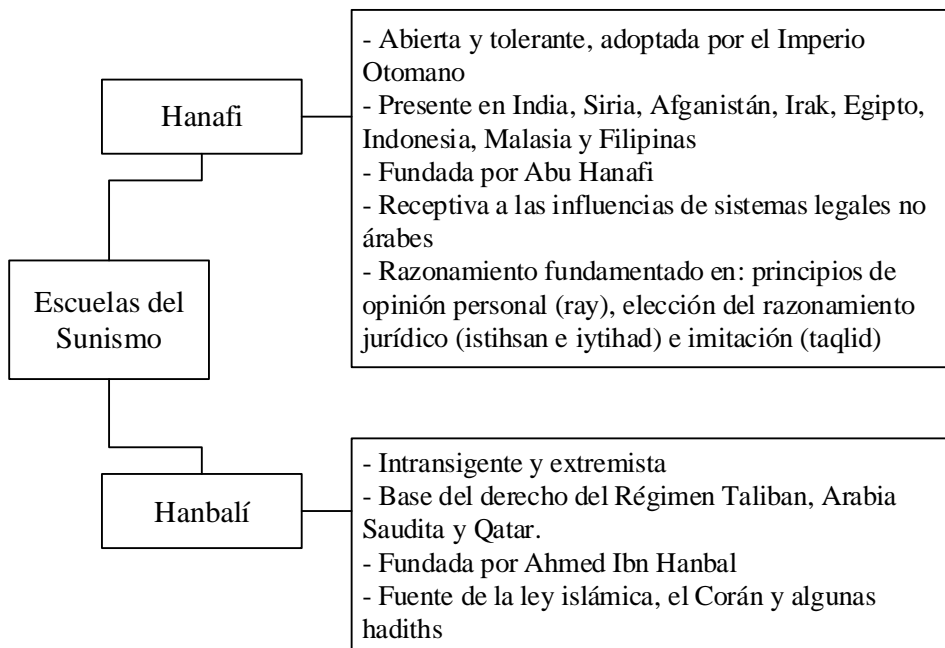 Escuelas del
Sunismo
Hanafi
- Abierta y tolerante, adoptada por el Imperio
Otomano
- Presente en India, Siria, Afganistán, Irak, Egipto,
Indonesia, Malasia y Filipinas
- Fundada por Abu Hanafi
- Receptiva a las influencias de sistemas legales no
árabes
- Razonamiento fundamentado en: principios de
opinión personal (ray), elección del razonamiento
jurídico (istihsan e iytihad) e imitación (taqlid)
Hanbalí
- Intransigente y extremista
- Base del derecho del Régimen Taliban, Arabia
Saudita y Qatar.
- Fundada por Ahmed Ibn Hanbal
- Fuente de la ley islámica, el Corán y algunas
hadiths